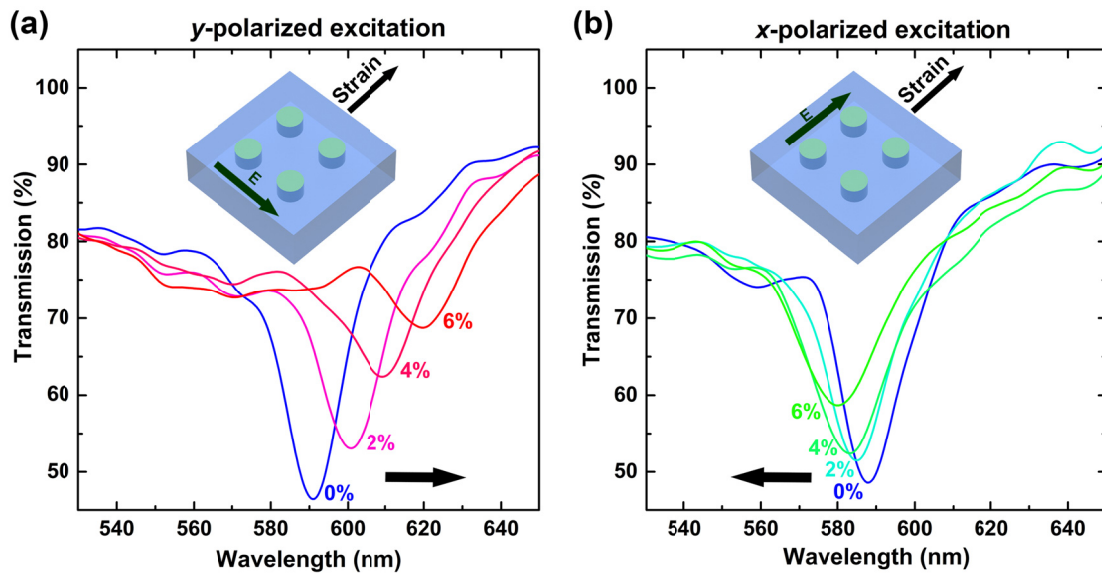 (a)
y-polarized excitation
Strain
E
Transmission (%)
100
90
80
70
60
50
6%
4%
2%
0%
540 560 580 600 620 640
Wavelength (nm)
(b)
x-polarized excitation
Strain
E
Transmission (%)
100
90
80
70
60
50
6%
4%
2%
0%
540 560 580 600 620 640
Wavelength (nm)